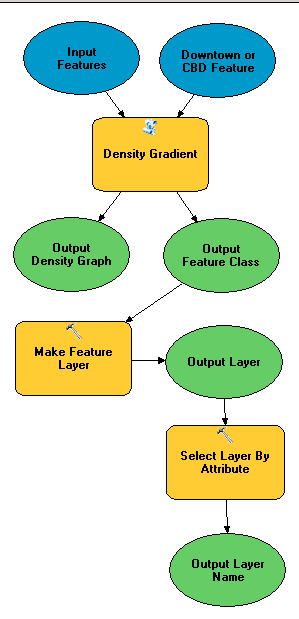 Input
Features
Downtown or
CBD Feature
Density Gradient
Output
Density Graph
Output
Feature Class
Make Feature
Layer
Output Layer
Select Layer By
Attribute
Output Layer
Name